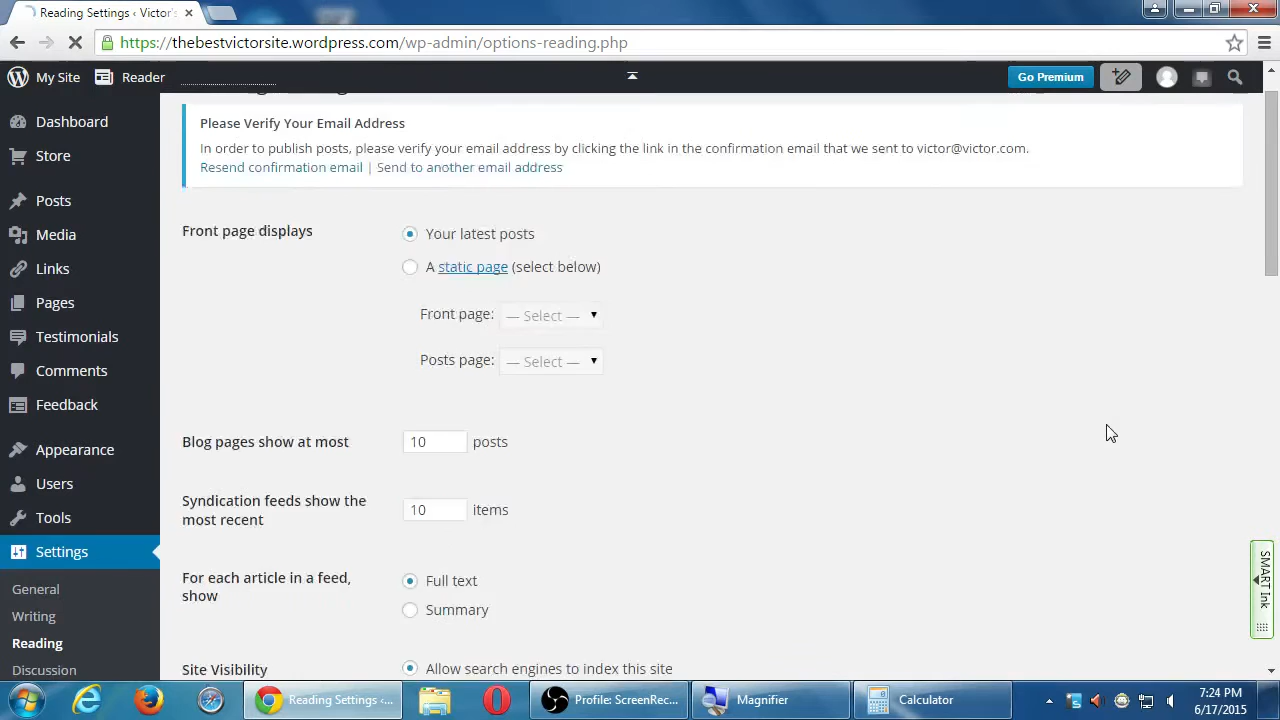 Reading Settings ‹ Victor's
https://thebestvictorsite.wordpress.com/wp-admin/options-reading.php
My Site
Reader
Go Premium
Dashboard
Store
Posts
Media
Links
Pages
Testimonials
Comments
Feedback
Appearance
Users
Tools
Settings
General
Writing
Reading
Discussion
Please Verify Your Email Address
In order to publish posts, please verify your email address by clicking the link in the confirmation email that we sent to victor@victor.com.
Resend confirmation email | Send to another email address
Front page displays
Your latest posts
A static page (select below)
Front page: — Select —
Posts page: — Select —
Blog pages show at most
10 posts
Syndication feeds show the
most recent
10 items
For each article in a feed,
show
Full text
Summary
Site Visibility
Allow search engines to index this site
SMART Ink
Reading Settings ‹...
Profile: ScreenRec...
Magnifier
Calculator
7:24 PM
6/17/2015